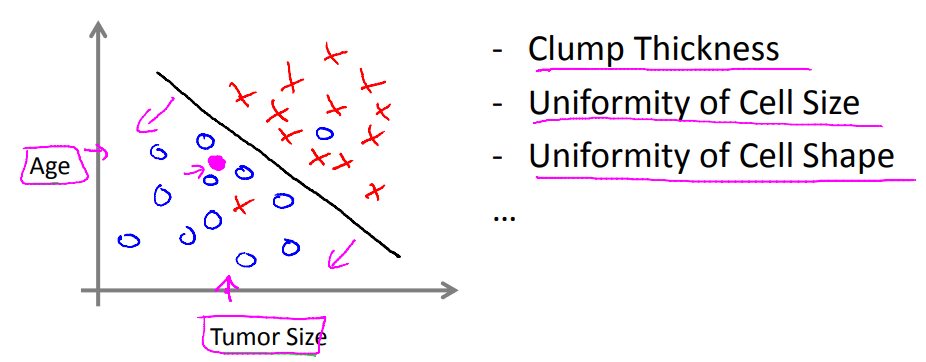 - Clump Thickness
- Uniformity of Cell Size
- Uniformity of Cell Shape
...
Age
Tumor Size